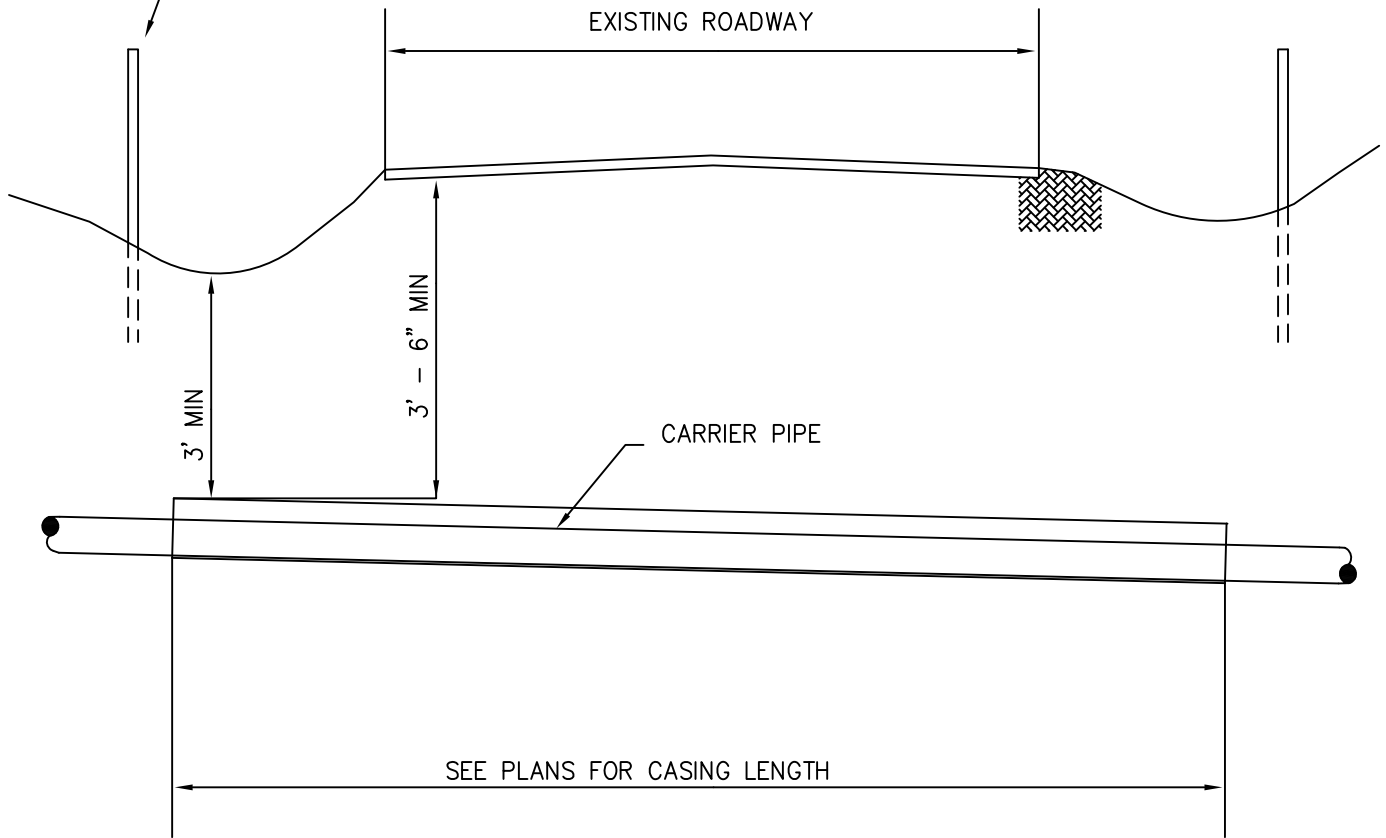 EXISTING ROADWAY
3' MIN
3' – 6" MIN
CARRIER PIPE
SEE PLANS FOR CASING LENGTH